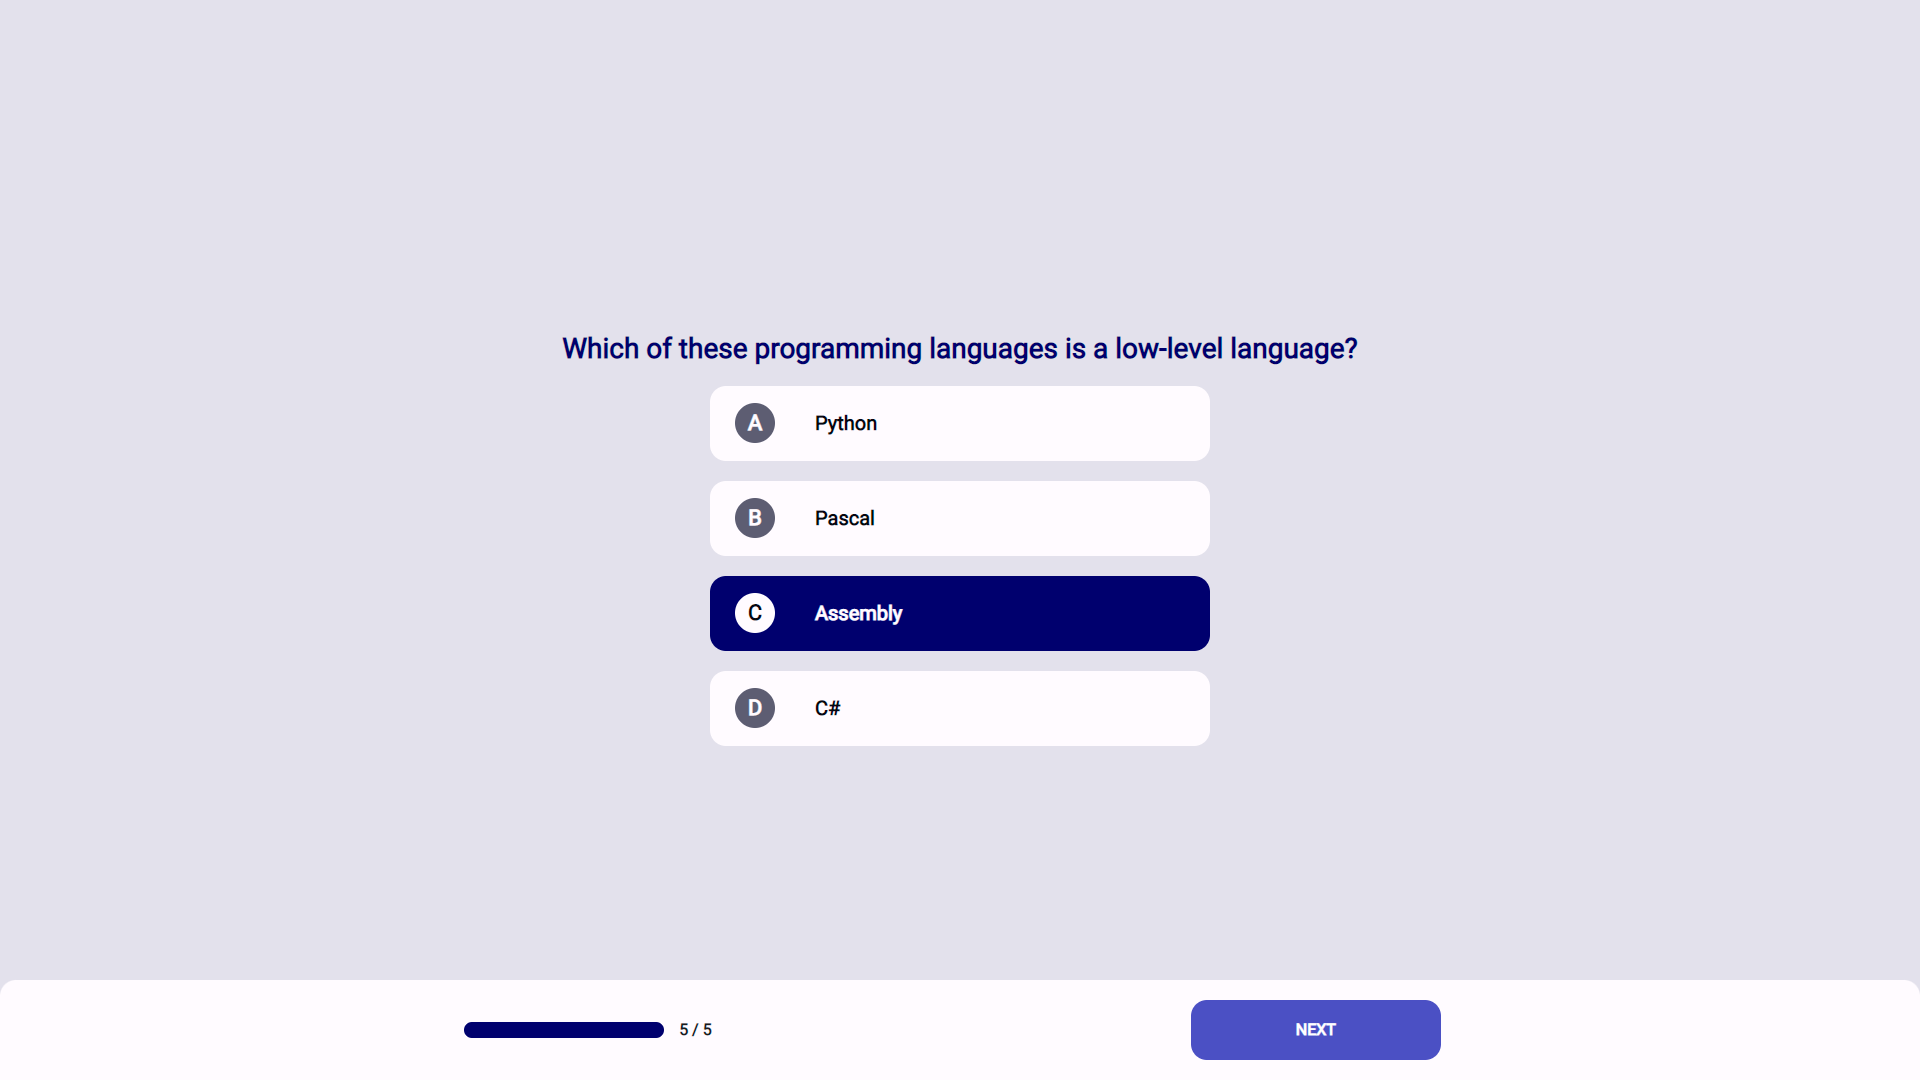 Which of these programming languages is a low-level language?
A Python
B Pascal
C Assembly
D C#
5 / 5
NEXT